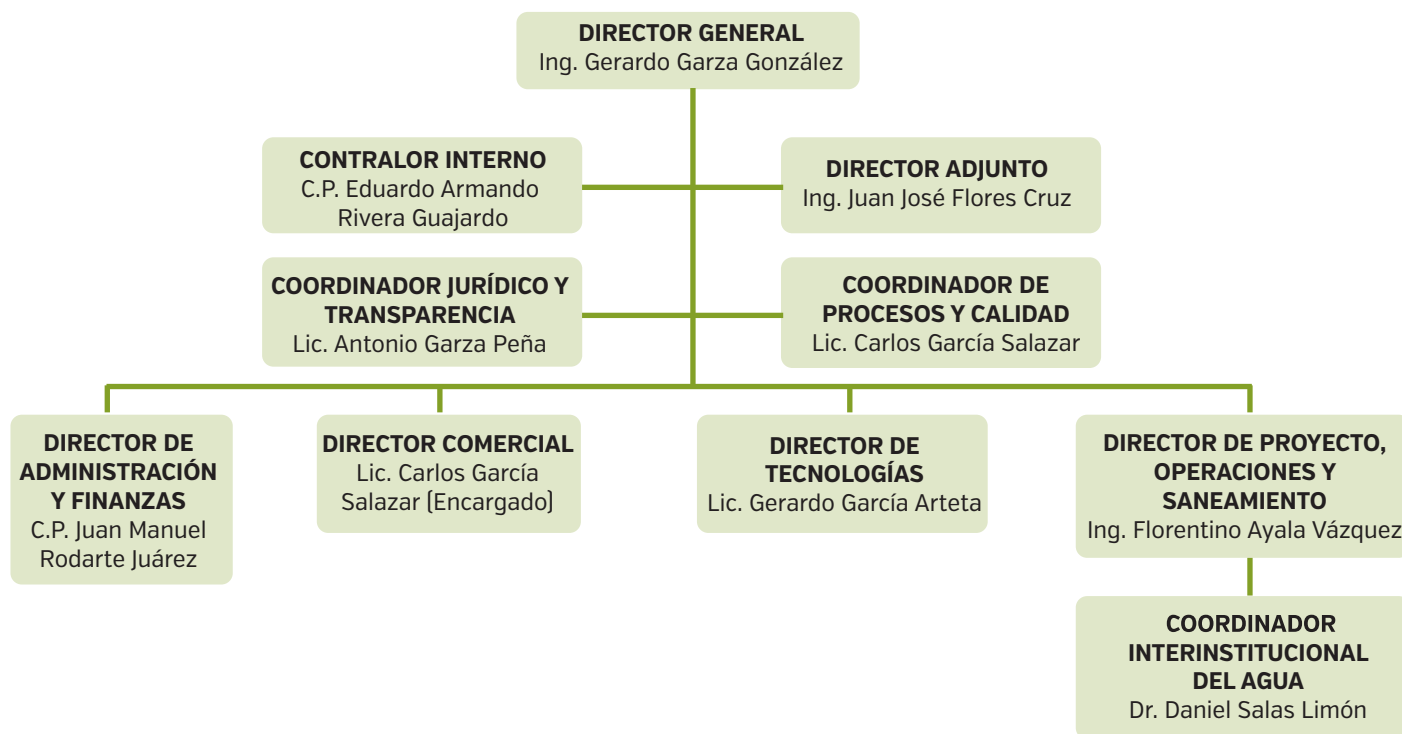 DIRECTOR GENERAL
Ing. Gerardo Garza González
CONTRALOR INTERNO
C.P. Eduardo Armando
Rivera Guajardo
DIRECTOR ADJUNTO
Ing. Juan José Flores Cruz
COORDINADOR JURÍDICO Y
TRANSPARENCIA
Lic. Antonio Garza Peña
COORDINADOR DE
PROCESOS Y CALIDAD
Lic. Carlos García Salazar
DIRECTOR DE
ADMINISTRACIÓN
Y FINANZAS
C.P. Juan Manuel
Rodarte Juárez
DIRECTOR COMERCIAL
Lic. Carlos García
Salazar (Encargado)
DIRECTOR DE
TECNOLOGÍAS
Lic. Gerardo García Arteta
DIRECTOR DE PROYECTO,
OPERACIONES Y
SANEAMIENTO
Ing. Florentino Ayala Vázquez
COORDINADOR
INTERINSTITUCIONAL
DEL AGUA
Dr. Daniel Salas Limón